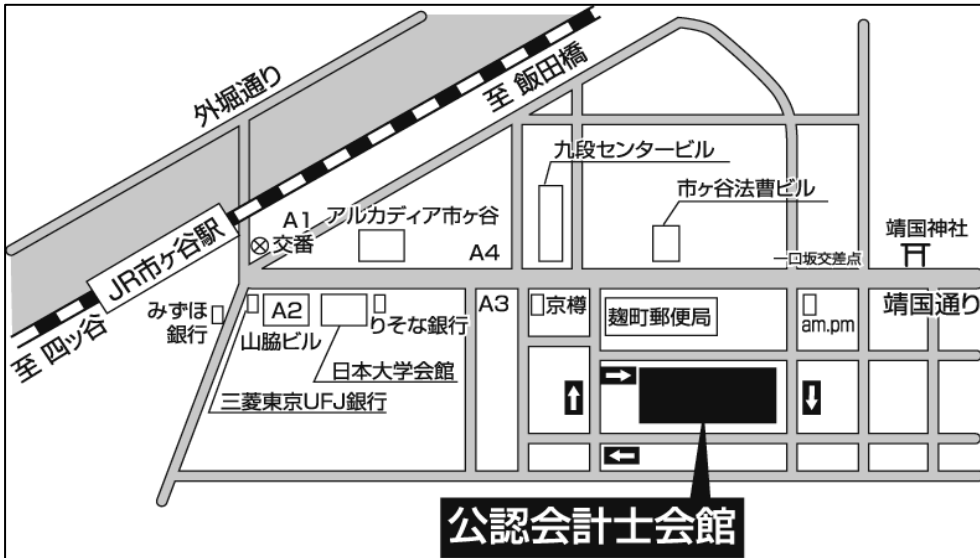 外堀通り
至 飯田橋
九段センタービル
市ヶ谷法曹ビル
A1
アルカディア市ヶ谷
交番
A4
JR市ヶ谷駅
一口坂交差点
靖国神社
靖国通り
至 四ッ谷
みずほ
銀行
A2
山脇ビル
りそな銀行
A3
京樽
麹町郵便局
am.pm
日本大学会館
三菱東京UFJ銀行
公認会計士会館